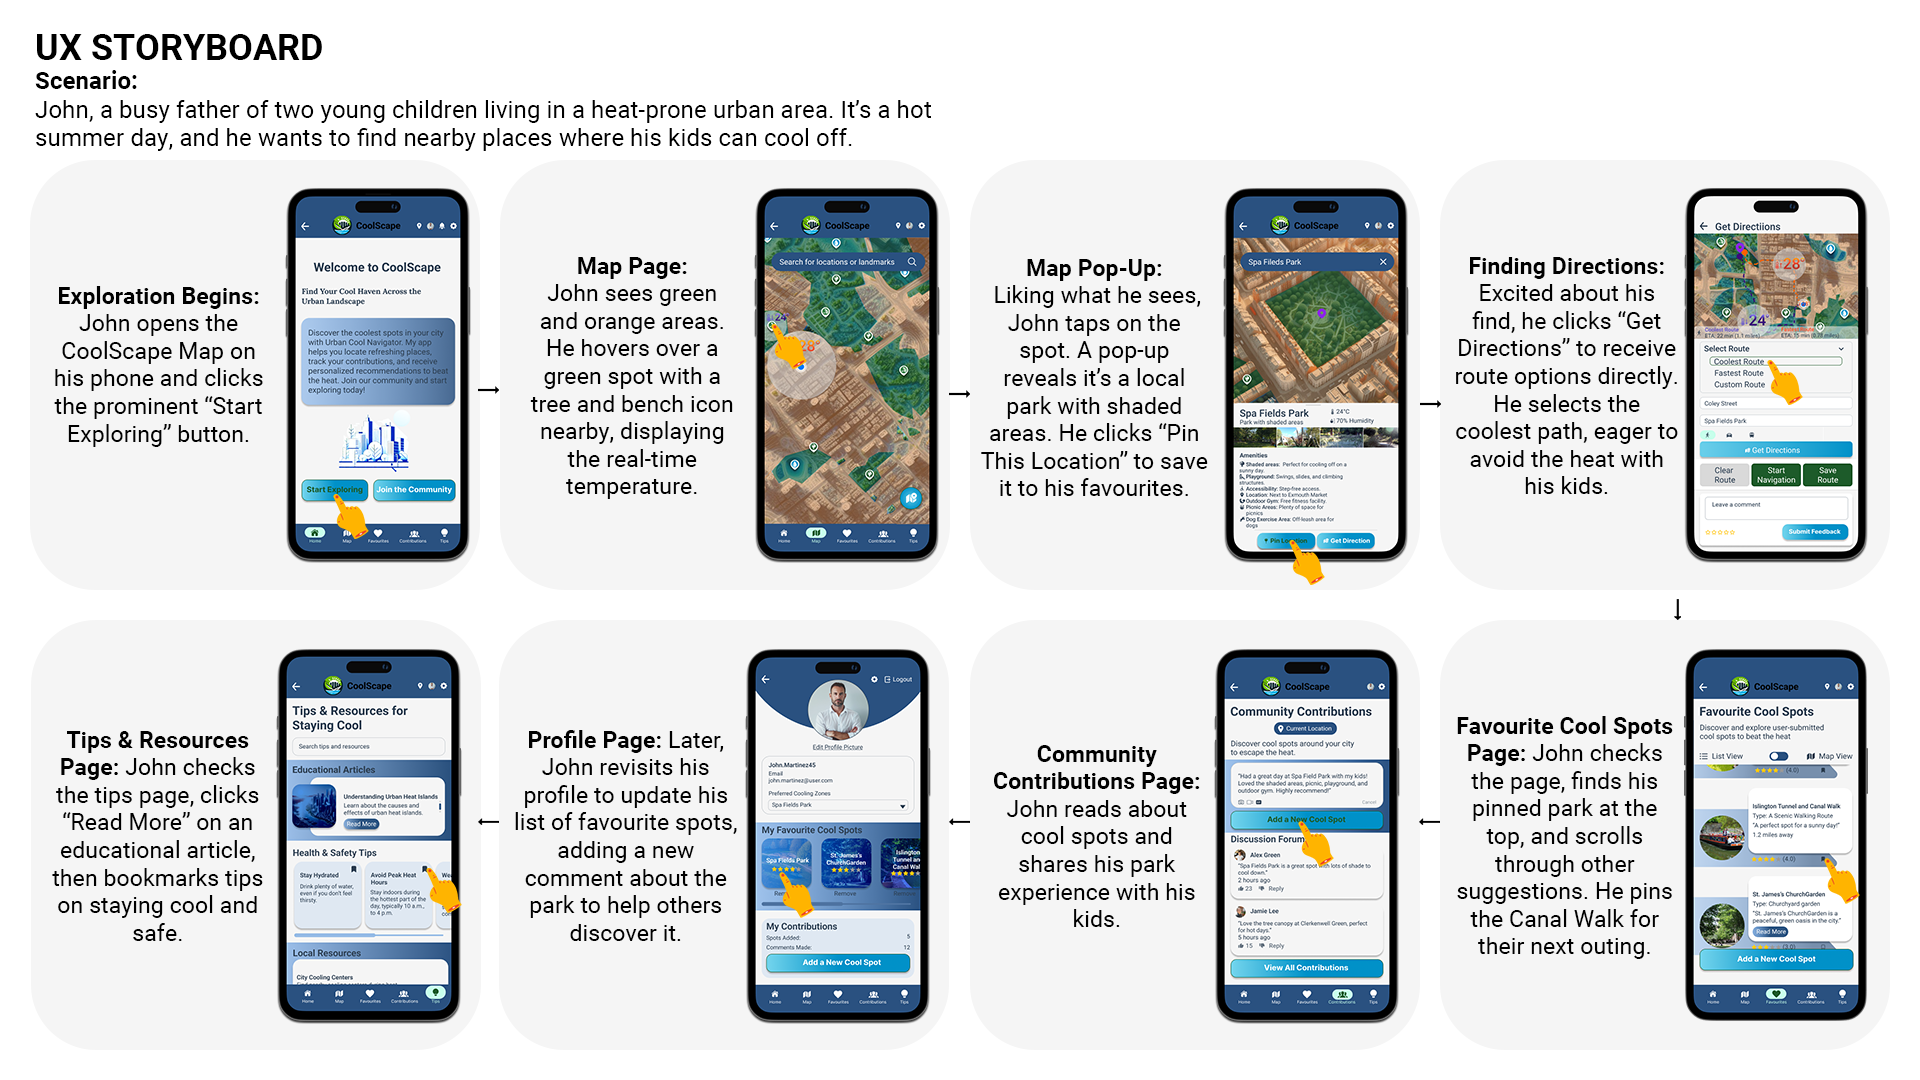 UX STORYBOARD
Scenario:
John, a busy father of two young children living in a heat-prone urban area. It's a hot
summer day, and he wants to find nearby places where his kids can cool off.
Exploration Begins:
John opens the
CoolScape Map on
his phone and clicks
the prominent “Start
Exploring” button.
CoolScape
Welcome to CoolScape
Find Your Cool Haven Across the
Urban Landscape
Discover the coolest spots in your city
with Urban Cool Navigator. My app
helps you locate refreshing places,
track your contributions, and receive
personalized recommendations to beat
the heat. Join our community and start
exploring today!
Start Exploring
Join the Community
Home Map Favourites Contributions Tips
Map Page:
John sees green
and orange areas.
He hovers over a
green spot with a
tree and bench icon
nearby, displaying
the real-time
temperature.
CoolScape
Search for locations or landmarks
24°
28°
Home Map Favourites Contributions Tips
Map Pop-Up:
Liking what he sees,
John taps on the
spot. A pop-up
reveals it's a local
park with shaded
areas. He clicks “Pin
This Location” to save
it to his favourites.
CoolScape
Spa Fileds Park
Spa Fields Park
Park with shaded areas
24°C
70% Humidity
Amenities
Shaded areas: Perfect for cooling off on a
sunny day.
Playground: Swings, slides, and climbing
structures.
Accessibility: Step-free access.
Location: Next to Exmouth Market
Outdoor Gym: Free fitness facility.
Picnic Areas: Plenty of space for
picnics
Dog Exercise Area: Off-leash area for
dogs
Pin Location
Get Direction
Finding Directions:
Excited about his
find, he clicks “Get
Directions” to receive
route options directly.
He selects the
coolest path, eager to
avoid the heat with
his kids.
Get Directiions
28°
24°
Coolest Route
ETA: 22 min (1.1 miles)
Select Route
Coolest Route
Fastest Route
Custom Route
Coley Street
Spa Fields Park
Get Directions
Clear
Route
Start
Navigation
Save
Route
Leave a comment
Submit Feedback
Tips & Resources
Page: John checks
the tips page, clicks
“Read More” on an
educational article,
then bookmarks tips
on staying cool and
safe.
CoolScape
Tips & Resources for
Staying Cool
Search tips and resources
Educational Articles
Understanding Urban Heat Islands
Learn about the causes and
effects of urban heat islands.
Read More
Health & Safety Tips
Stay Hydrated
Drink plenty of water,
even if you don't feel
thirsty.
Avoid Peak Heat
Hours
Stay indoors during
the hottest part of the
day, typically 10 a.m.,
to 4 p.m.
Local Resources
City Cooling Centers
Home Map Favourites Contributions Tips
Profile Page: Later,
John revisits his
profile to update his
list of favourite spots,
adding a new
comment about the
park to help others
discover it.
Logout
Edit Profile Picture
John.Martinez45
Email
john.martinez@user.com
Preferred Cooling Zones
Spa Fields Park
My Favourite Cool Spots
Spa Fields Park
St. James's
ChurchGarden
Islington
Tunnel an
Canal Wal
Remove
My Contributions
Spots Added: 5
Comments Made: 12
Add a New Cool Spot
Home Map Favourites Contributions Tips
Community
Contributions Page:
John reads about
cool spots and
shares his park
experience with his
kids.
CoolScape
Community Contributions
Current Location
Discover cool spots around your city
to escape the heat.
“Had a great day at Spa Field Park with my kids!
Loved the shaded areas, picnic, playground, and
outdoor gym. Highly recommend!”
Cancel
Add a New Cool Spot
Discussion Forum
Alex Green
“Spa Fields Park is a great spot with lots of shade to
cool down.”
2 hours ago
23 Reply
Jamie Lee
“Love the tree canopy at Clerkenwell Green, perfect
for hot days.”
5 hours ago
15 Reply
View All Contributions
Home Map Favourites Contributions Tips
Favourite Cool Spots
Page: John checks
the page, finds his
pinned park at the
top, and scrolls
through other
suggestions. He pins
the Canal Walk for
their next outing.
CoolScape
Favourite Cool Spots
Discover and explore user-submitted
cool spots to beat the heat
List View
Map View
(4.0)
Islington Tunnel and Canal Walk
Type: A Scenic Walking Route
“A perfect spot for a sunny day!”
1.2 miles away
(4.0)
St. James's ChurchGarden
Type: Churchyard garden
“St. James's ChurchGarden is a
peaceful, green oasis in the city.”
Read More
(3.0)
Add a New Cool Spot
Home Map Favourites Contributions Tips